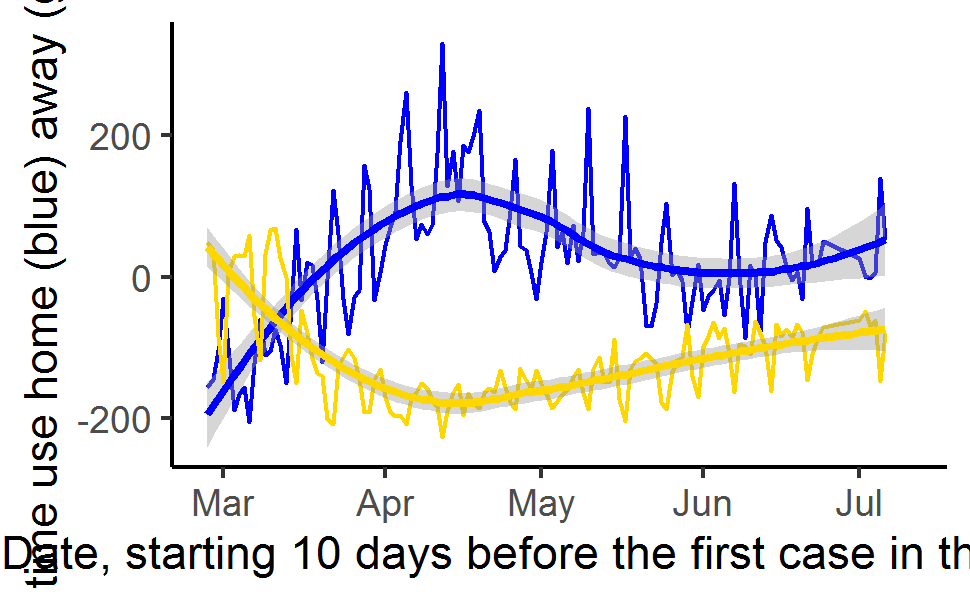 time use home (blue) away (
200
0
-200
Mar Apr May Jun Jul
Date, starting 10 days before the first case in th